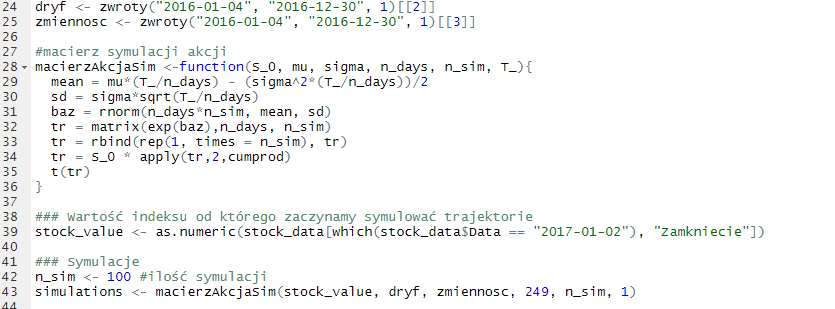 24 dryf <- zwroty("2016-01-04", "2016-12-30", 1)[[2]]
25 zmiennosc <- zwroty("2016-01-04", "2016-12-30", 1)[[3]]
26
27 #macierz symulacji akcji
28 macierzAkcjaSim <-function(S_0, mu, sigma, n_days, n_sim, T_){
29 mean = mu*(T_/n_days) - (sigma^2*(T_/n_days))/2
30 sd = sigma*sqrt(T_/n_days)
31 baz = rnorm(n_days*n_sim, mean, sd)
32 tr = matrix(exp(baz),n_days, n_sim)
33 tr = rbind(rep(1, times = n_sim), tr)
34 tr = S_0 * apply(tr,2,cumprod)
35 t(tr)
36 }
37
38 ### Wartość indeksu od którego zaczynamy symulować trajektorie
39 stock_value <- as.numeric(stock_data[which(stock_data$Data == "2017-01-02"), "Zamkniecie"])
40
41 ### Symulacje
42 n_sim <- 100 #ilość symulacji
43 simulations <- macierzAkcjaSim(stock_value, dryf, zmiennosc, 249, n_sim, 1)
44